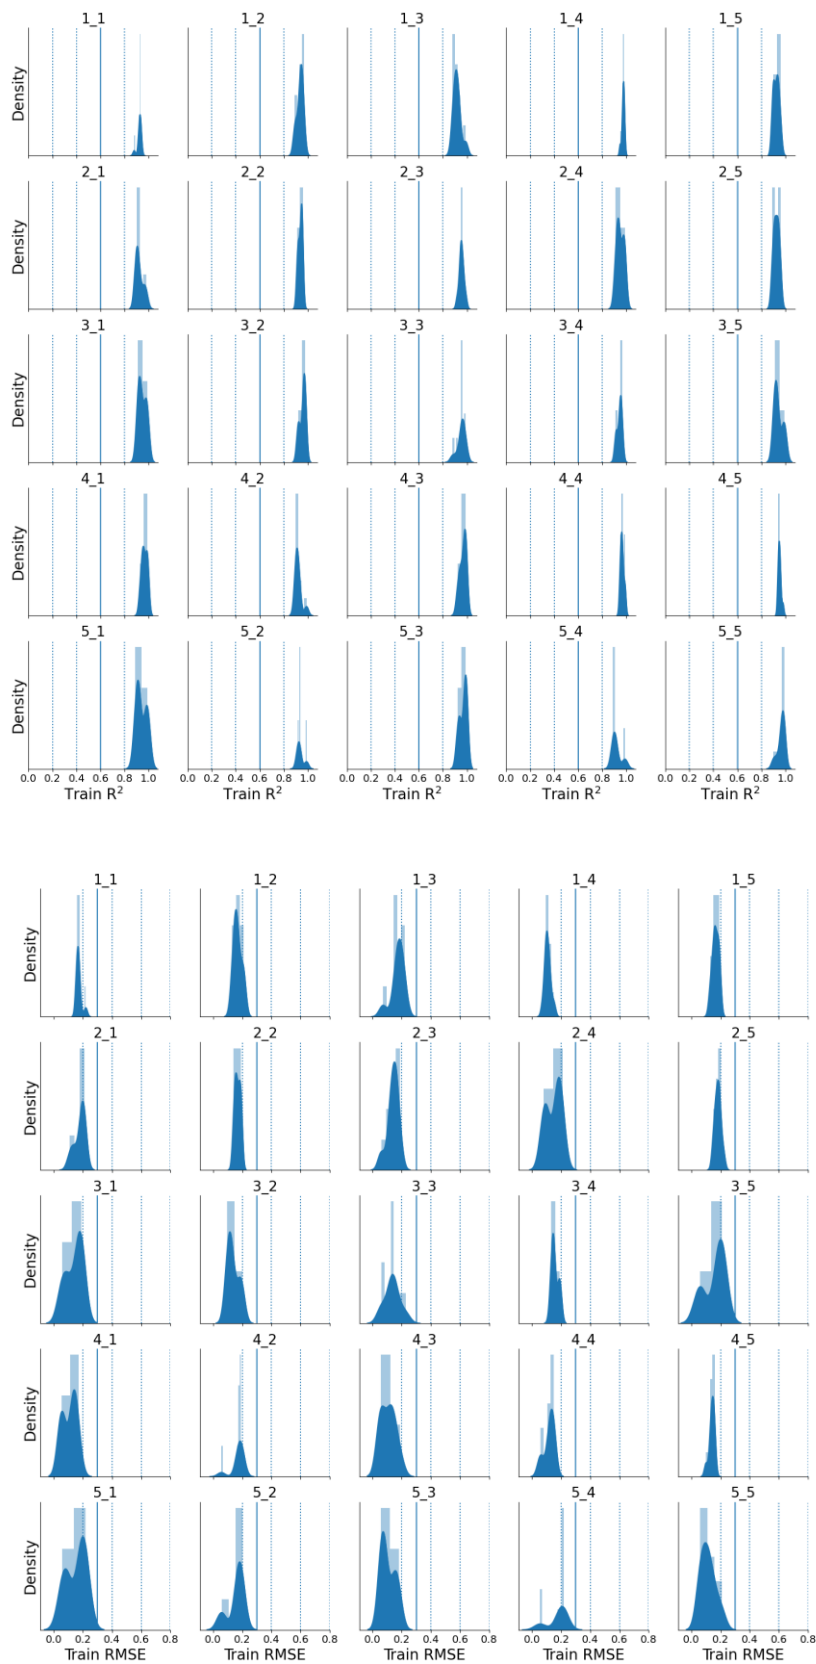 1_1 1_2 1_3 1_4 1_5
Density
2_1 2_2 2_3 2_4 2_5
Density
3_1 3_2 3_3 3_4 3_5
Density
4_1 4_2 4_3 4_4 4_5
Density
5_1 5_2 5_3 5_4 5_5
Density
0.0 0.2 0.4 0.6 0.8 1.0 0.0 0.2 0.4 0.6 0.8 1.0 0.0 0.2 0.4 0.6 0.8 1.0 0.0 0.2 0.4 0.6 0.8 1.0 0.0 0.2 0.4 0.6 0.8 1.0
Train R² Train R² Train R² Train R² Train R²
1_1 1_2 1_3 1_4 1_5
Density
2_1 2_2 2_3 2_4 2_5
Density
3_1 3_2 3_3 3_4 3_5
Density
4_1 4_2 4_3 4_4 4_5
Density
5_1 5_2 5_3 5_4 5_5
Density
0.0 0.2 0.4 0.6 0.8 0.0 0.2 0.4 0.6 0.8 0.0 0.2 0.4 0.6 0.8 0.0 0.2 0.4 0.6 0.8 0.0 0.2 0.4 0.6 0.8
Train RMSE Train RMSE Train RMSE Train RMSE Train RMSE